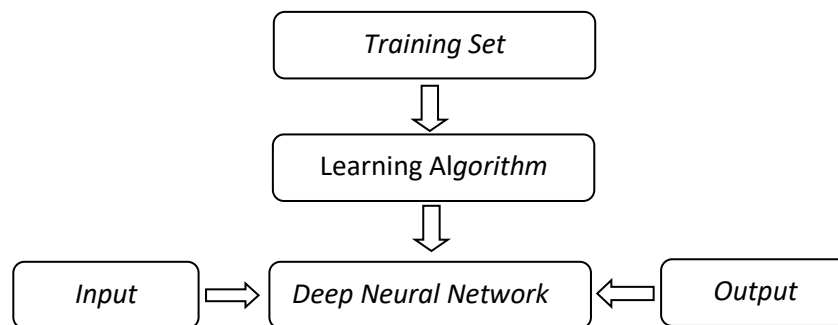 Training Set
Learning Algorithm
Input
Deep Neural Network
Output